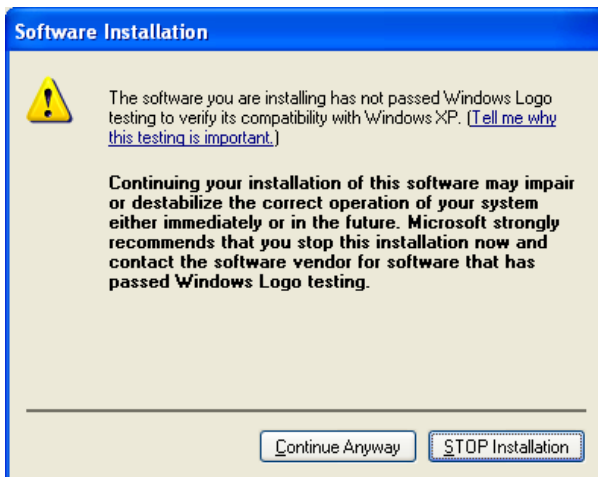 Software Installation
The software you are installing has not passed Windows Logo
testing to verify its compatibility with Windows XP. (Tell me why
this testing is important.)
Continuing your installation of this software may impair
or destabilize the correct operation of your system
either immediately or in the future. Microsoft strongly
recommends that you stop this installation now and
contact the software vendor for software that has
passed Windows Logo testing.
Continue Anyway
STOP Installation